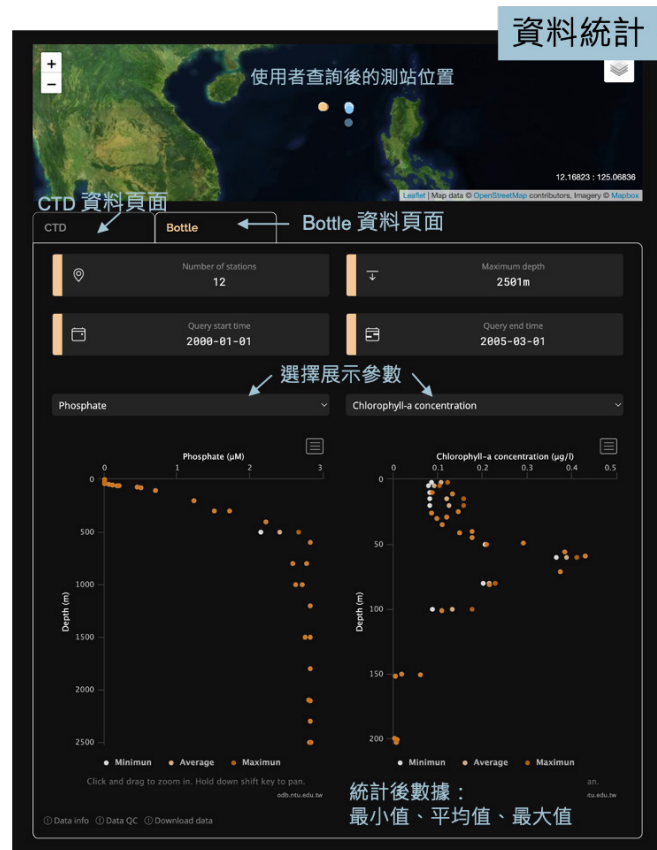 資料統計
+
−
使用者查詢後的測站位置
12.16823 : 125.06836
Leaflet | Map data © OpenStreetMap contributors, Imagery © Mapbox
CTD 資料頁面
CTD
Bottle
Bottle 資料頁面
Number of stations
12
Maximum depth
2501m
Query start time
2000-01-01
Query end time
2005-03-01
選擇展示參數
Phosphate
Chlorophyll-a concentration
Phosphate (μM)
0 1 2 3
0
500
1000
1500
2000
2500
Depth (m)
Minimun Average Maximun
Click and drag to zoom in. Hold down shift key to pan.
odb.ntu.edu.tw
Chlorophyll-a concentration (μg/l)
0 0.1 0.2 0.3 0.4 0.5
0
50
100
150
200
Depth (m)
Minimun Average Maximun
an.
tu.edu.tw
統計後數據：
最小值、平均值、最大值
Data info Data QC Download data